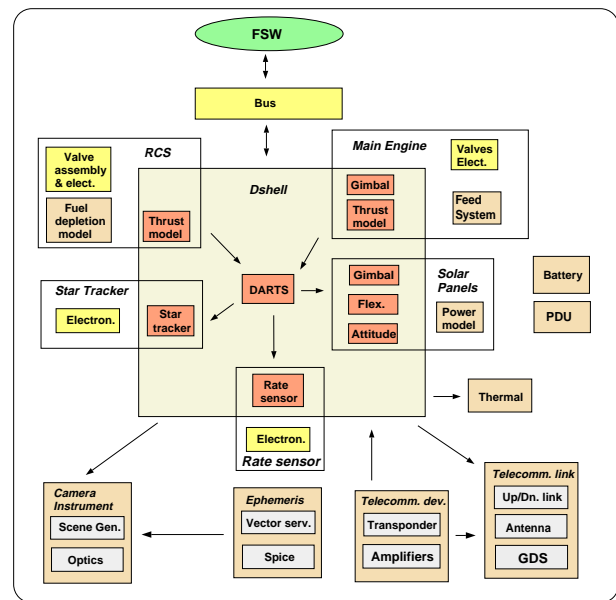 FSW
Bus
RCS
Valve
assembly
& elect.
Fuel
depletion
model
Thrust
model
Main Engine
Valves
Elect.
Gimbal
Thrust
model
Feed
System
Dshell
DARTS
Star Tracker
Electron.
Star
tracker
Solar
Panels
Gimbal
Flex.
Attitude
Power
model
Battery
PDU
Rate
sensor
Electron.
Rate sensor
Thermal
Camera
Instrument
Scene Gen.
Optics
Ephemeris
Vector serv.
Spice
Telecomm. dev.
Transponder
Amplifiers
Telecomm. link
Up/Dn. link
Antenna
GDS